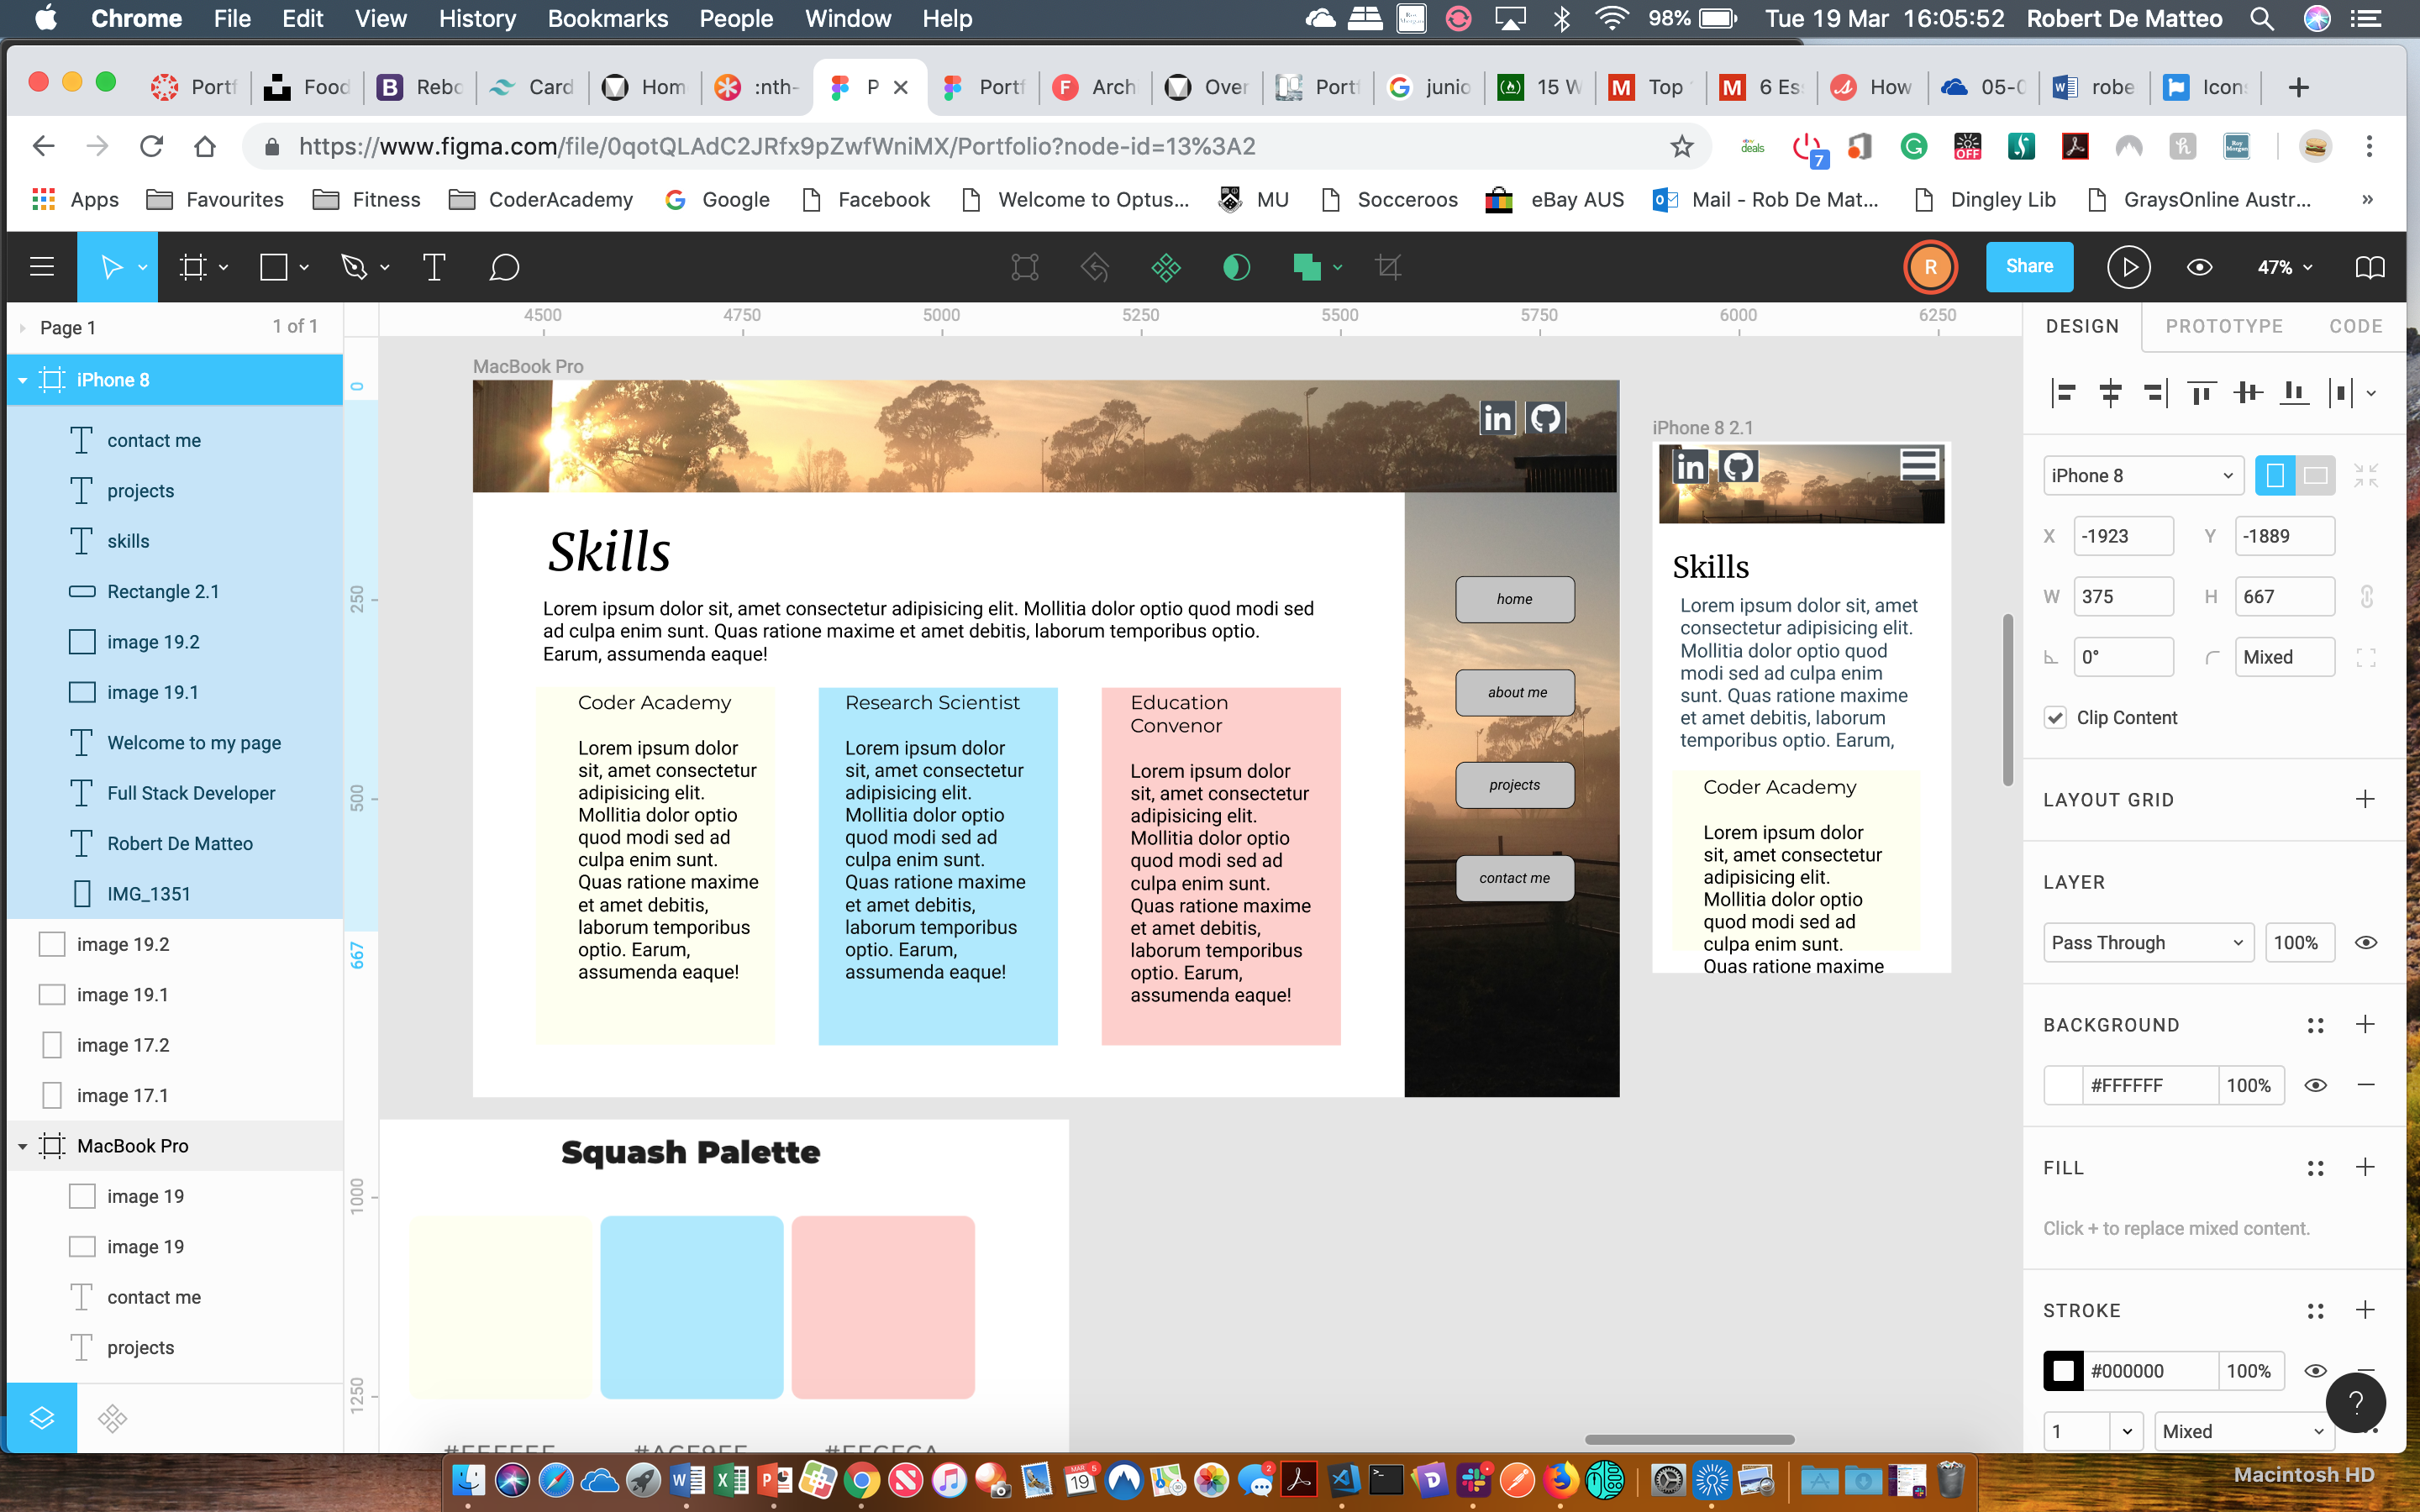 Chrome File Edit View History Bookmarks People Window Help 98% Tue 19 Mar 16:05:52 Robert De Matteo
Portf Food Rebo Card Hom :nth- P Portf Arch Over Portf junio 15 W Top 6 Es How 05-0 robe Icon
https://www.figma.com/file/0qotQLAdC2JRfx9pZwfWniMX/Portfolio?node-id=13%3A2
deals 7 OFF
Apps Favourites Fitness CoderAcademy Google Facebook Welcome to Optus... MU Socceroos eBay AUS Mail - Rob De Mat... Dingley Lib GraysOnline Austr... »
T R Share 47%
Page 1 1 of 1
iPhone 8
contact me
projects
skills
Rectangle 2.1
image 19.2
image 19.1
Welcome to my page
Full Stack Developer
Robert De Matteo
IMG_1351
image 19.2
image 19.1
image 17.2
image 17.1
MacBook Pro
image 19
image 19
contact me
projects
4500 4750 5000 5250 5500 5750 6000 6250
0
250
500
667
1000
1250
MacBook Pro
in
Skills
Lorem ipsum dolor sit, amet consectetur adipisicing elit. Mollitia dolor optio quod modi sed
ad culpa enim sunt. Quas ratione maxime et amet debitis, laborum temporibus optio.
Earum, assumenda eaque!
Coder Academy
Lorem ipsum dolor
sit, amet consectetur
adipisicing elit.
Mollitia dolor optio
quod modi sed ad
culpa enim sunt.
Quas ratione maxime
et amet debitis,
laborum temporibus
optio. Earum,
assumenda eaque!
Research Scientist
Lorem ipsum dolor
sit, amet consectetur
adipisicing elit.
Mollitia dolor optio
quod modi sed ad
culpa enim sunt.
Quas ratione maxime
et amet debitis,
laborum temporibus
optio. Earum,
assumenda eaque!
Education
Convenor
Lorem ipsum dolor
sit, amet consectetur
adipisicing elit.
Mollitia dolor optio
quod modi sed ad
culpa enim sunt.
Quas ratione maxime
et amet debitis,
laborum temporibus
optio. Earum,
assumenda eaque!
home
about me
projects
contact me
iPhone 8 2.1
in
Skills
Lorem ipsum dolor sit, amet
consectetur adipisicing elit.
Mollitia dolor optio quod
modi sed ad culpa enim
sunt. Quas ratione maxime
et amet debitis, laborum
temporibus optio. Earum,
Coder Academy
Lorem ipsum dolor
sit, amet consectetur
adipisicing elit.
Mollitia dolor optio
quod modi sed ad
culpa enim sunt.
Quas ratione maxime
Squash Palette
DESIGN PROTOTYPE CODE
iPhone 8
X -1923 Y -1889
W 375 H 667
0° Mixed
Clip Content
LAYOUT GRID
LAYER
Pass Through 100%
BACKGROUND
#FFFFFF 100%
FILL
Click + to replace mixed content.
STROKE
#000000 100%
1 Mixed
?
Macintosh HD